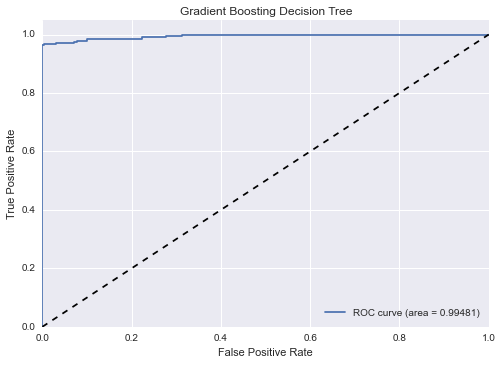 Gradient Boosting Decision Tree
1.0
0.8
0.6
0.4
0.2
0.0
True Positive Rate
ROC curve (area = 0.99481)
0.0 0.2 0.4 0.6 0.8 1.0
False Positive Rate